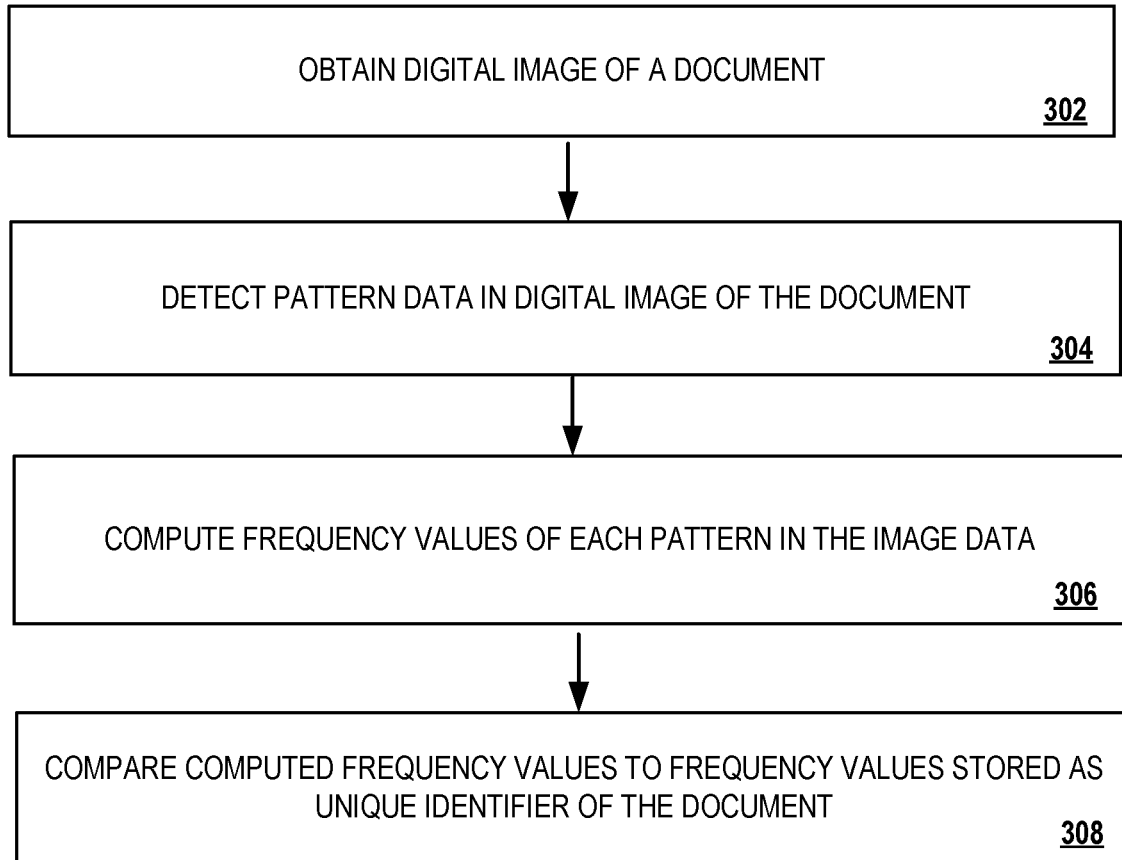 OBTAIN DIGITAL IMAGE OF A DOCUMENT
302
DETECT PATTERN DATA IN DIGITAL IMAGE OF THE DOCUMENT
304
COMPUTE FREQUENCY VALUES OF EACH PATTERN IN THE IMAGE DATA
306
COMPARE COMPUTED FREQUENCY VALUES TO FREQUENCY VALUES STORED AS
UNIQUE IDENTIFIER OF THE DOCUMENT
308